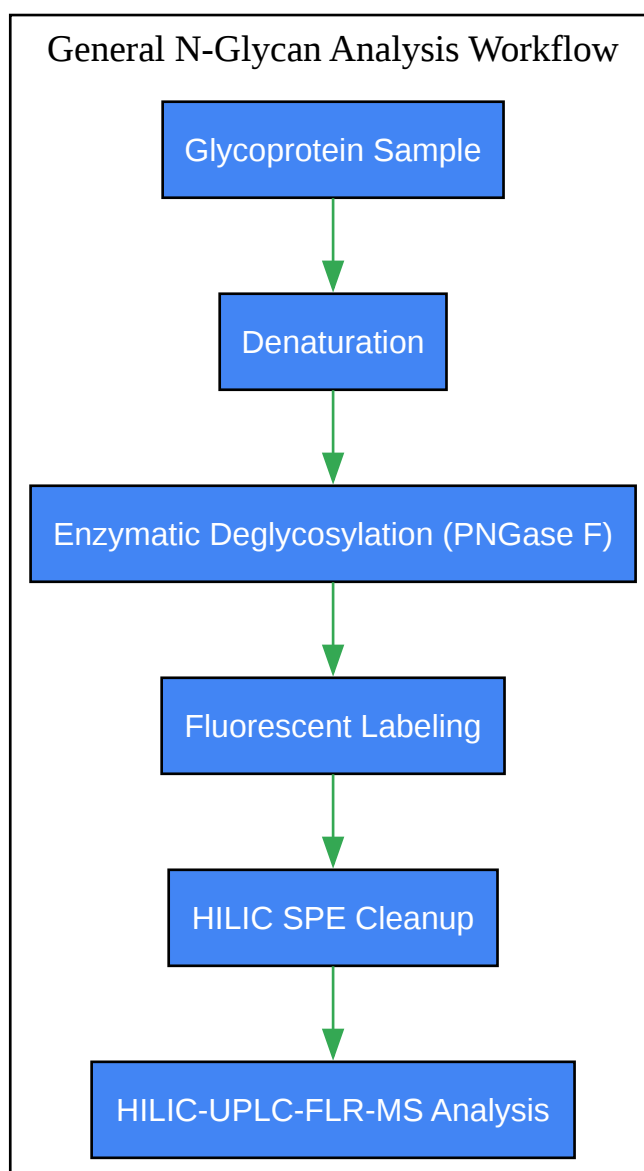 General N-Glycan Analysis Workflow
Glycoprotein Sample
Denaturation
Enzymatic Deglycosylation (PNGase F)
Fluorescent Labeling
HILIC SPE Cleanup
HILIC-UPLC-FLR-MS Analysis